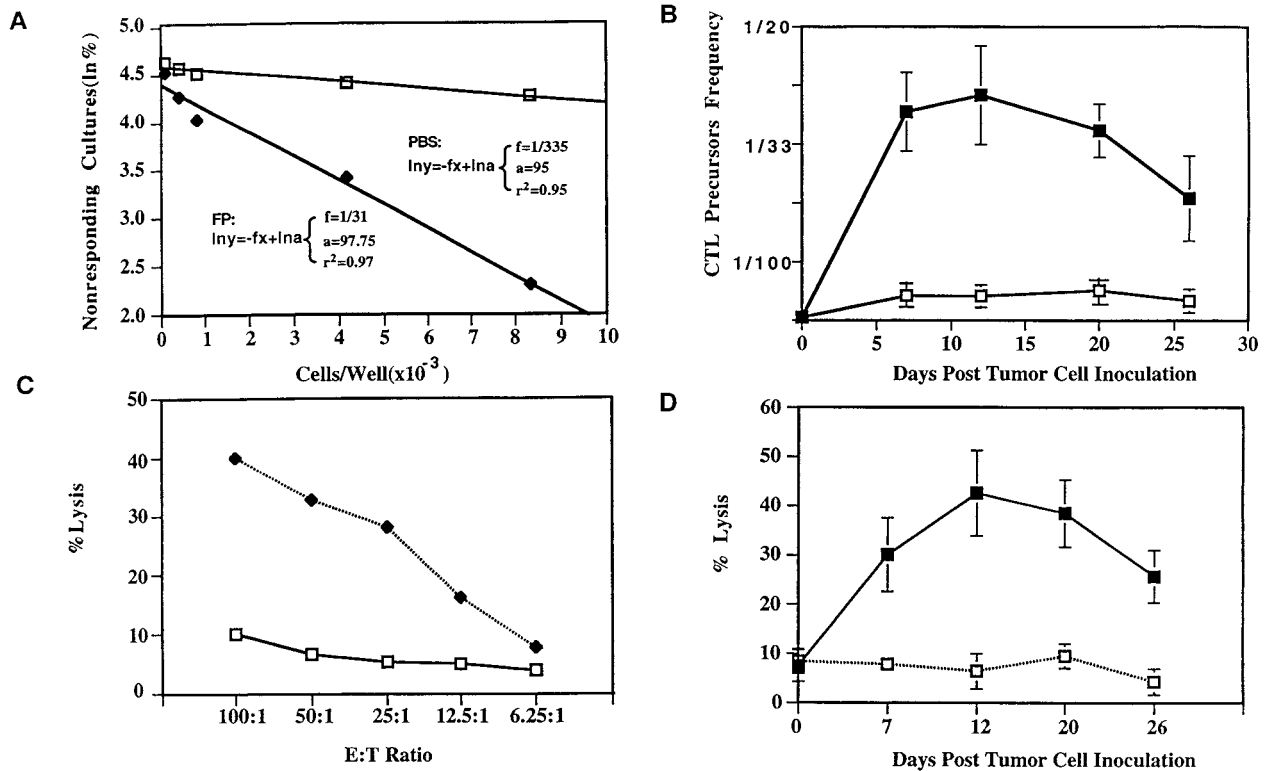 A
5.0
4.5
4.0
3.5
3.0
2.5
2.0
Nonresponding Cultures(ln%)
PBS:
lny=-fx+lna
f=1/335
a=95
r²=0.95
FP:
lny=-fx+lna
f=1/31
a=97.75
r²=0.97
0 1 2 3 4 5 6 7 8 9 10
Cells/Well(x10⁻³)
B
1/20
1/33
1/100
CTL Precursors Frequency
0 5 10 15 20 25 30
Days Post Tumor Cell Inoculation
C
50
40
30
20
10
0
%Lysis
100:1 50:1 25:1 12.5:1 6.25:1
E:T Ratio
D
60
50
40
30
20
10
0
% Lysis
0 7 12 20 26
Days Post Tumor Cell Inoculation